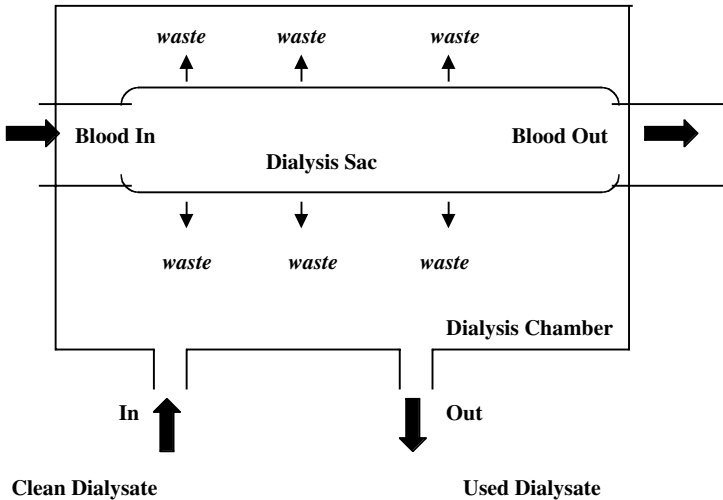 waste waste waste
Blood In Blood Out
Dialysis Sac
waste waste waste
Dialysis Chamber
In Out
Clean Dialysate Used Dialysate